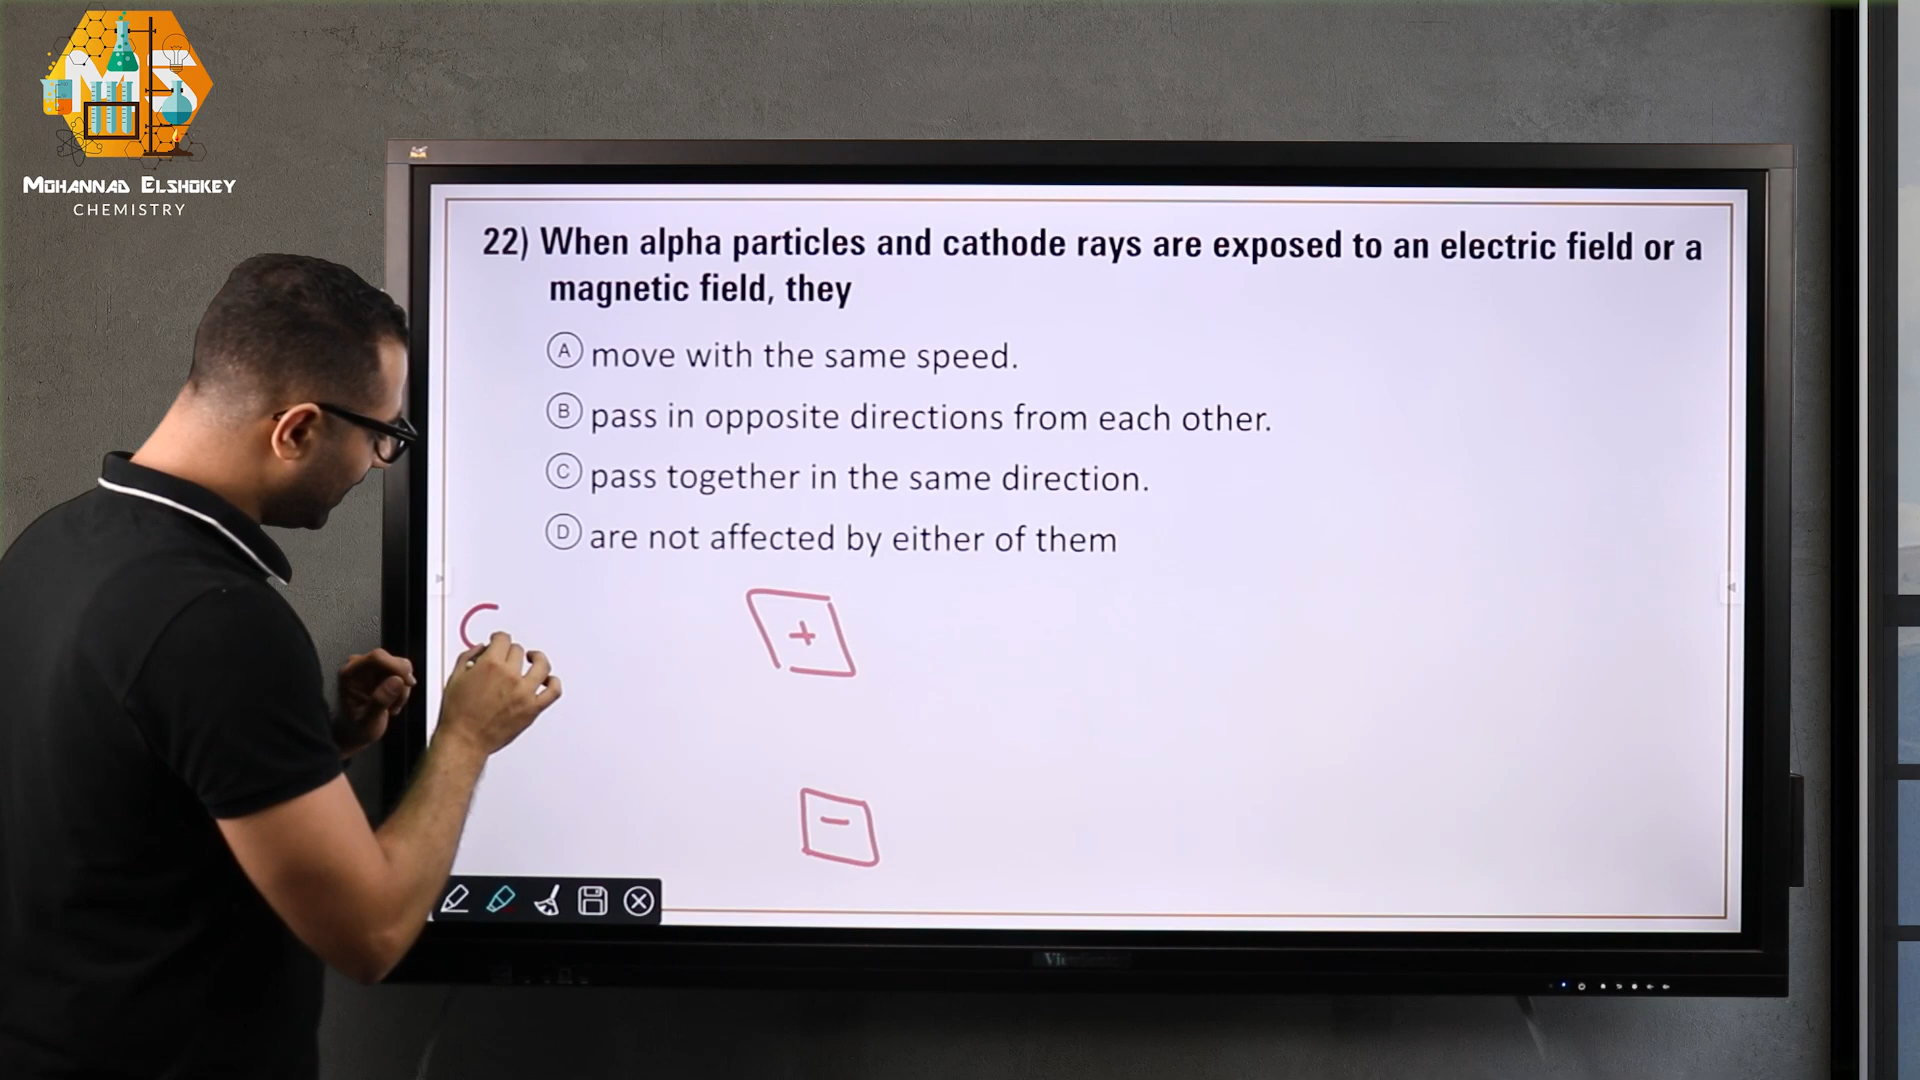 MS
MOHANNAD ELSHOKEY
CHEMISTRY
22) When alpha particles and cathode rays are exposed to an electric field or a
magnetic field, they
A move with the same speed.
B pass in opposite directions from each other.
C pass together in the same direction.
D are not affected by either of them
+
−